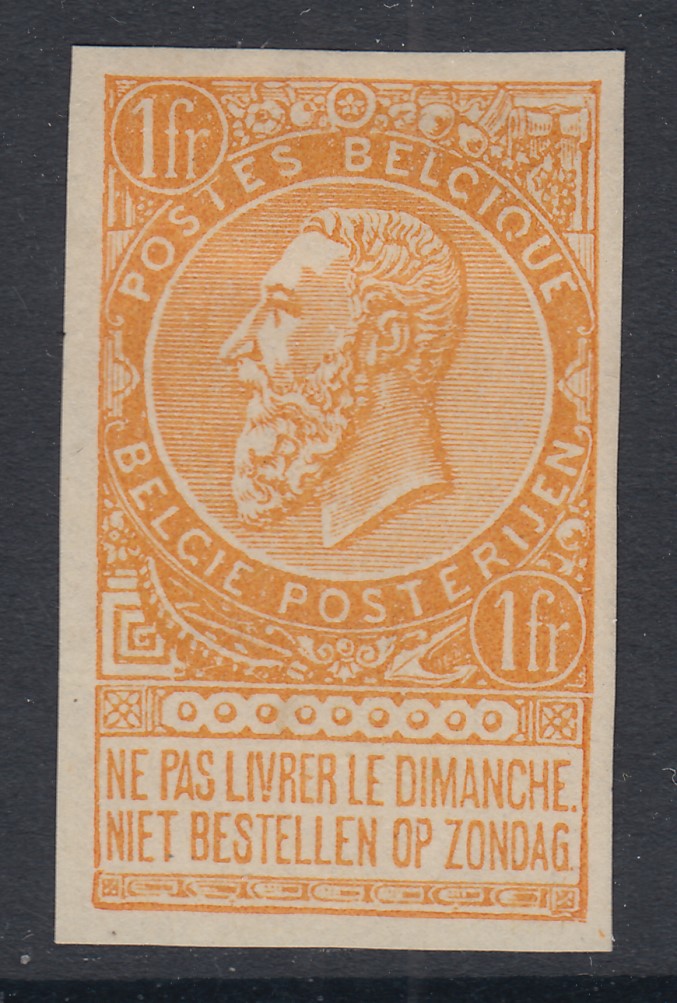 1fr
POSTES BELGIQUE
BELGIE POSTERIJEN
1fr
NE PAS LIVRER LE DIMANCHE.
NIET BESTELLEN OP ZONDAG.